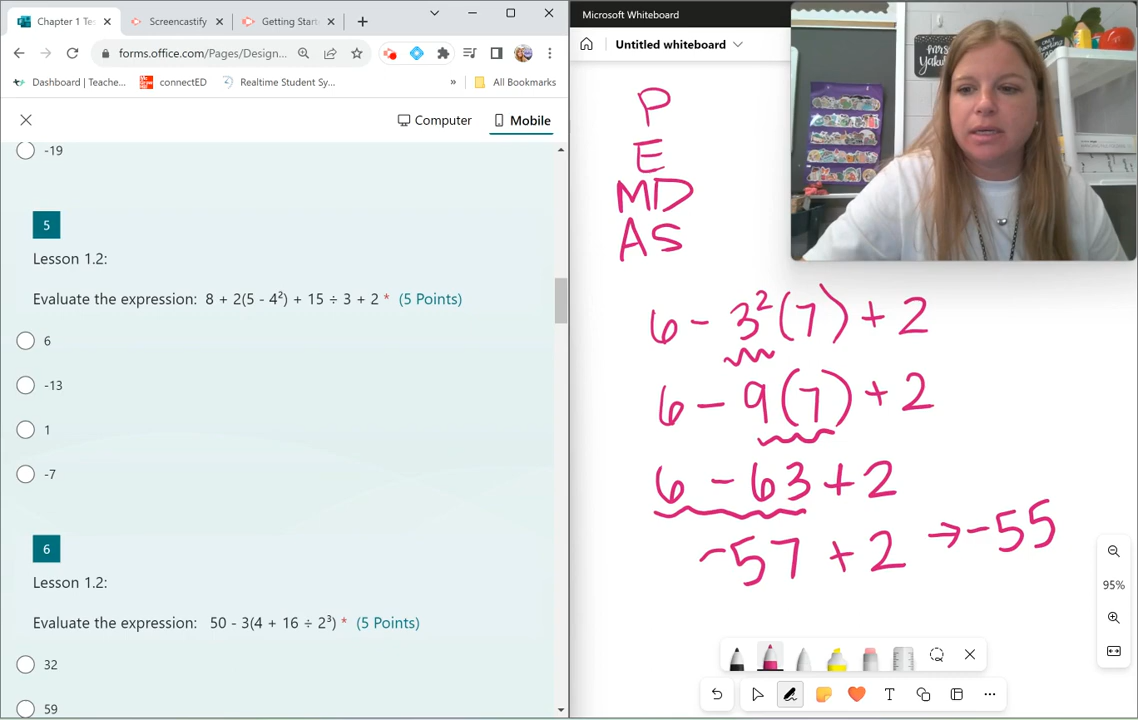 Chapter 1 Tes
Screencastify
Getting Start
forms.office.com/Pages/Design...
Dashboard | Teache...
connectED
Realtime Student Sy...
»
All Bookmarks
Computer
Mobile
-19
5
Lesson 1.2:
Evaluate the expression: 8 + 2(5 - 4²) + 15 ÷ 3 + 2 * (5 Points)
6
-13
1
-7
6
Lesson 1.2:
Evaluate the expression: 50 - 3(4 + 16 ÷ 2³) * (5 Points)
32
59
Microsoft Whiteboard
Untitled whiteboard
P
E
MD
AS
6 - 3²(7) + 2
6 - 9(7) + 2
6 - 63 + 2
-57 + 2 → -55
95%
T